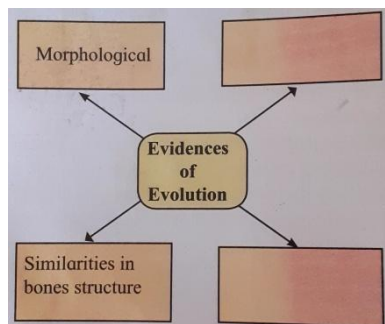 Morphological
Evidences
of
Evolution
Similarities in
bones structure